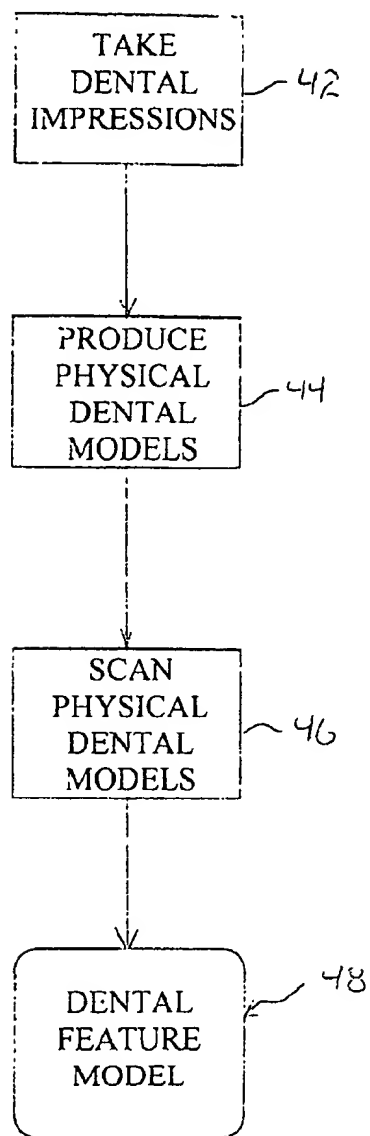 TAKE
DENTAL
IMPRESSIONS
42
PRODUCE
PHYSICAL
DENTAL
MODELS
44
SCAN
PHYSICAL
DENTAL
MODELS
46
DENTAL
FEATURE
MODEL
48